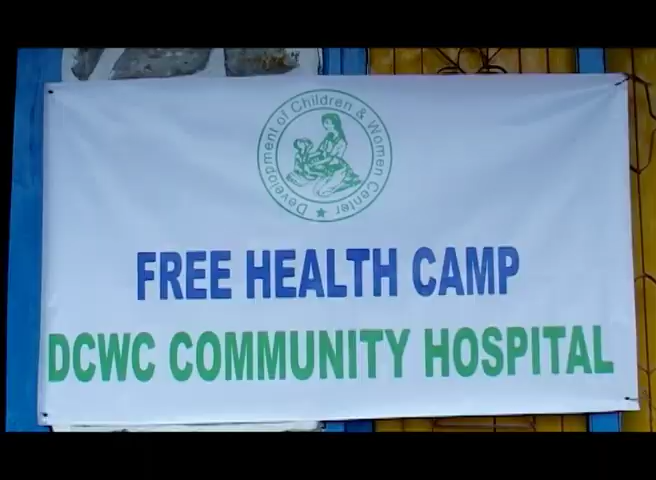 Development of Children & Women Center
FREE HEALTH CAMP
DCWC COMMUNITY HOSPITAL